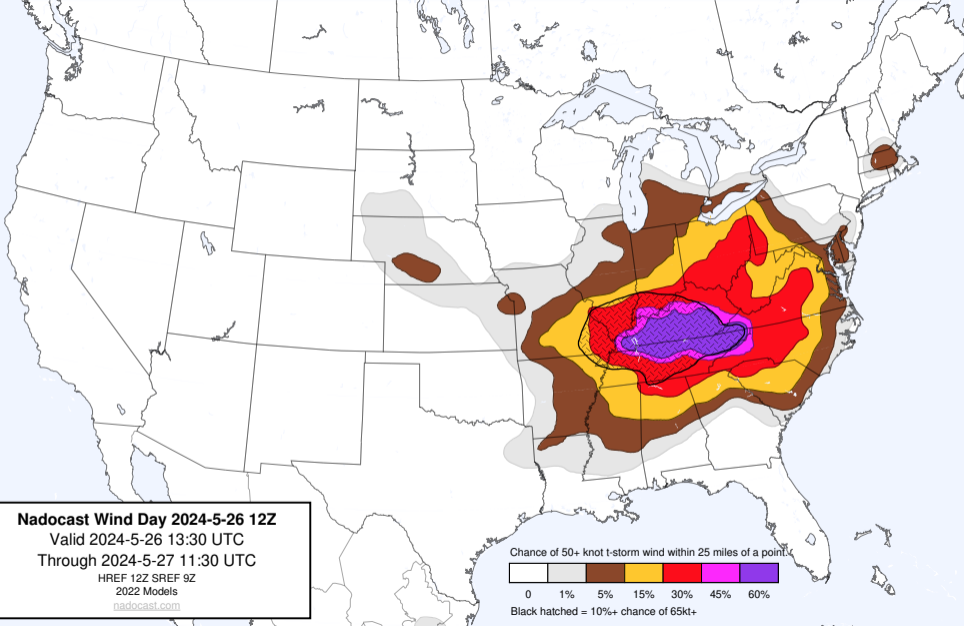 Nadocast Wind Day 2024-5-26 12Z
Valid 2024-5-26 13:30 UTC
Through 2024-5-27 11:30 UTC
HREF 12Z SREF 9Z
2022 Models
nadocast.com
Chance of 50+ knot t-storm wind within 25 miles of a point.
0 1% 5% 15% 30% 45% 60%
Black hatched = 10%+ chance of 65kt+